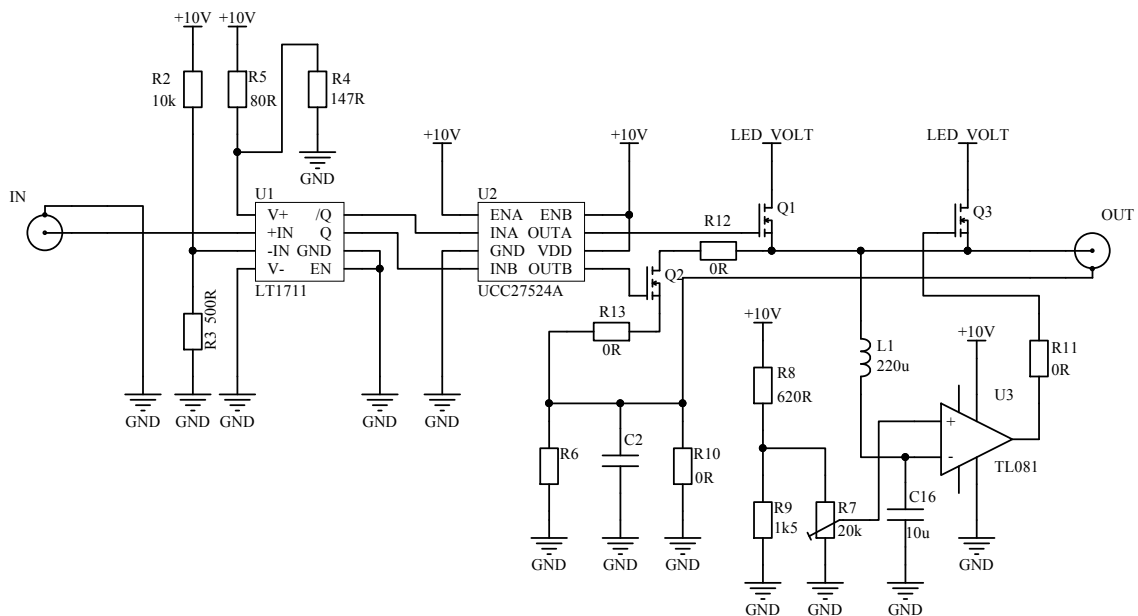 +10V
+10V
R2
10k
R5
80R
R4
147R
GND
+10V
+10V
LED_VOLT
LED_VOLT
IN
U1
V+
/Q
+IN
Q
-IN
GND
V-
EN
LT1711
U2
ENA
ENB
INA
OUTA
GND
VDD
INB
OUTB
UCC27524A
R12
0R
Q1
Q3
Q2
OUT
R3 500R
R13
0R
+10V
+10V
L1
220u
R11
0R
R8
620R
U3
GND
GND
GND
GND
GND
+
-
TL081
R6
C2
R10
0R
R9
1k5
R7
20k
C16
10u
GND
GND
GND
GND
GND
GND
GND